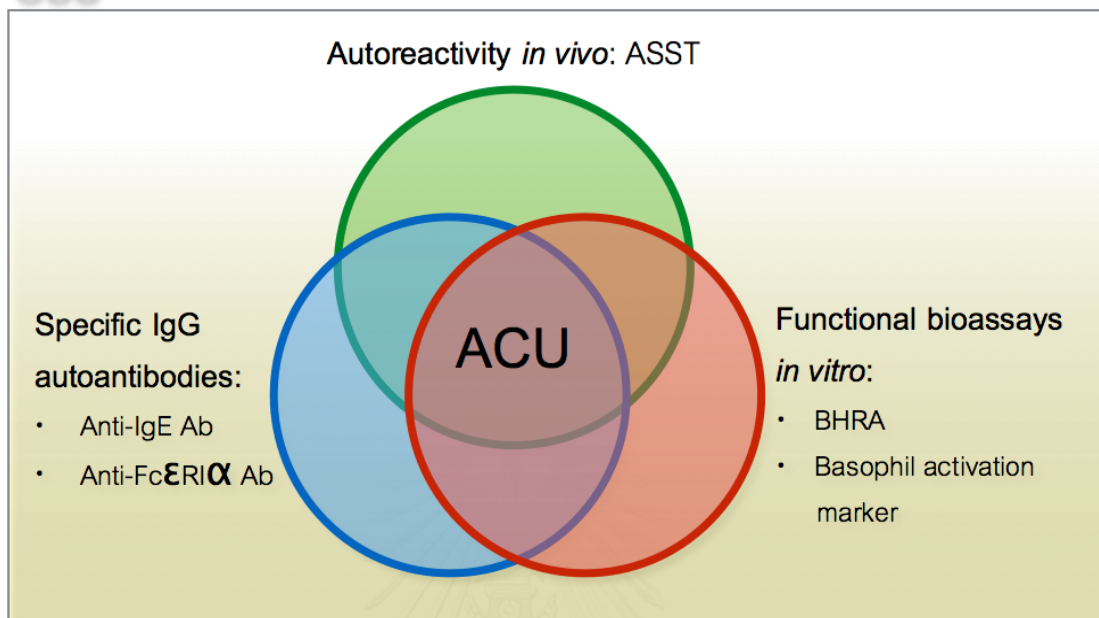 Autoreactivity in vivo: ASST
Specific IgG
autoantibodies:
· Anti-IgE Ab
· Anti-FcεRIα Ab
ACU
Functional bioassays
in vitro:
· BHRA
· Basophil activation
marker